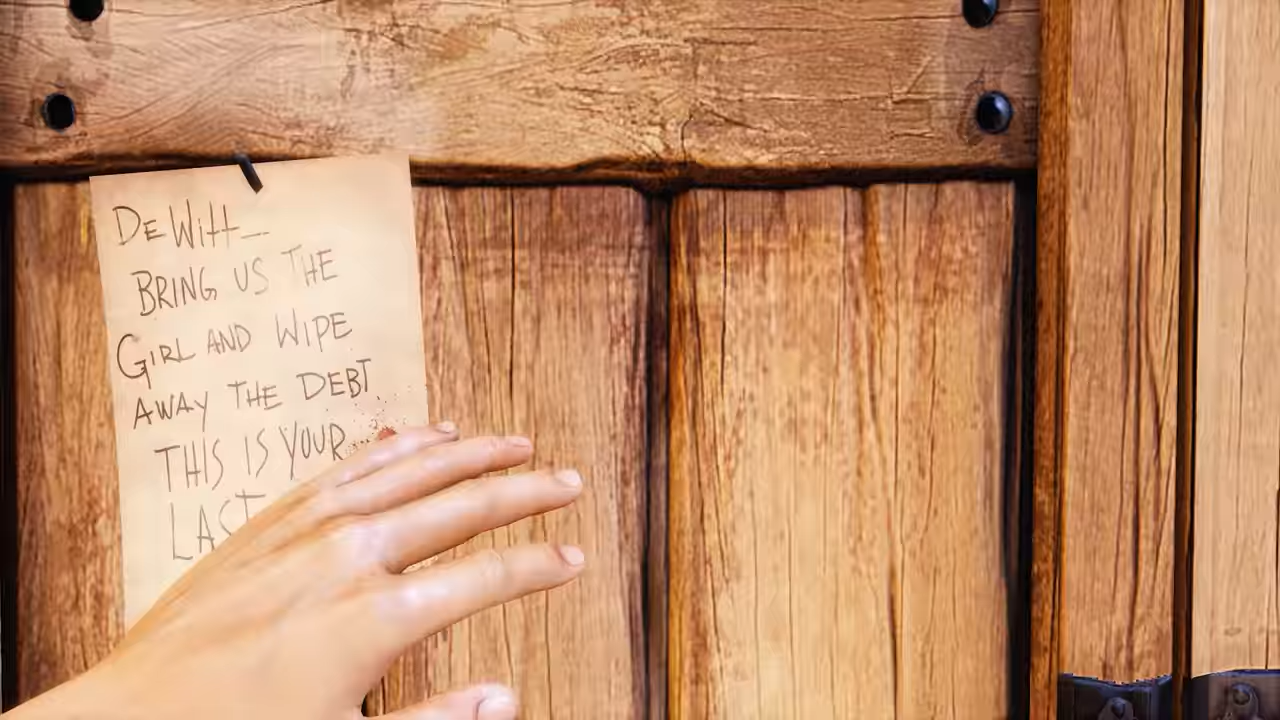 DeWitt—
BRING US THE
GIRL AND WIPE
AWAY THE DEBT
THIS IS YOUR
LAST